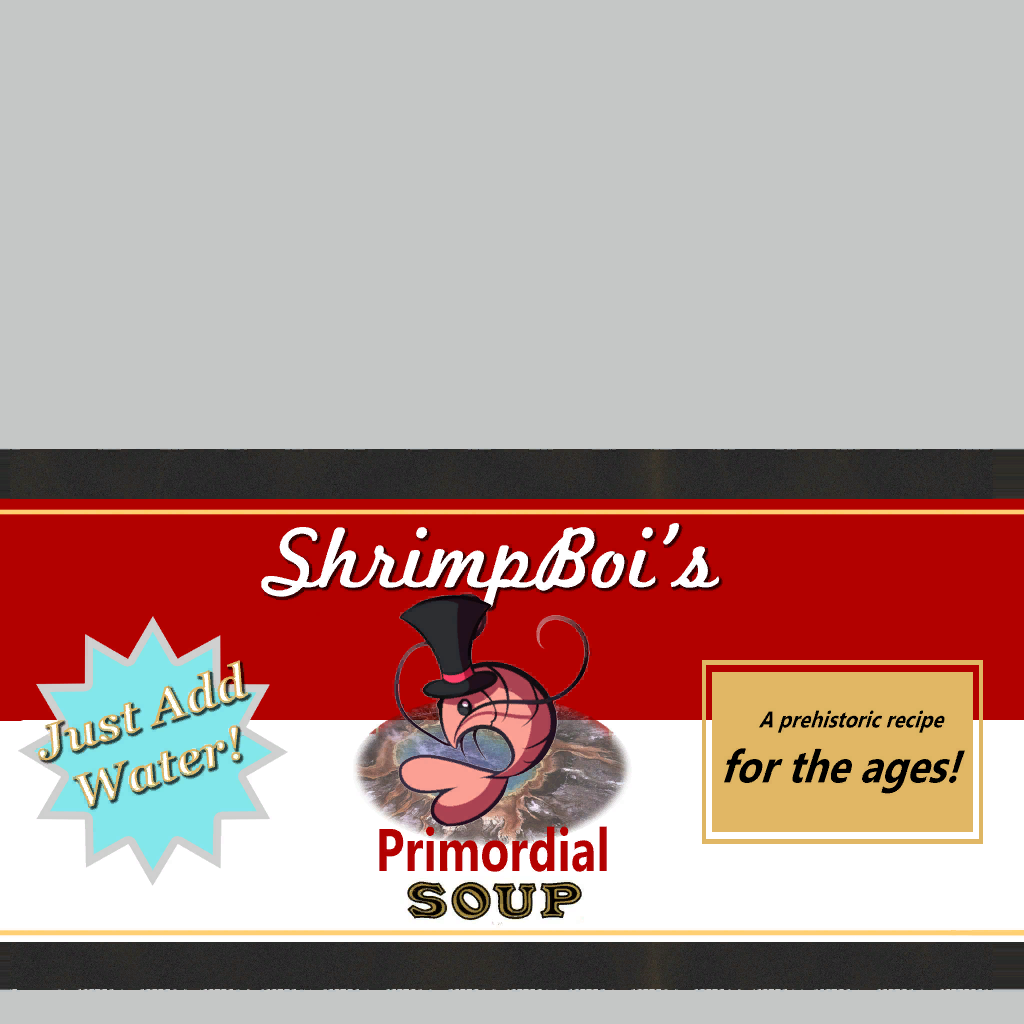 ShrimpBoi's
Just Add
Water!
A prehistoric recipe
for the ages!
Primordial
SOUP